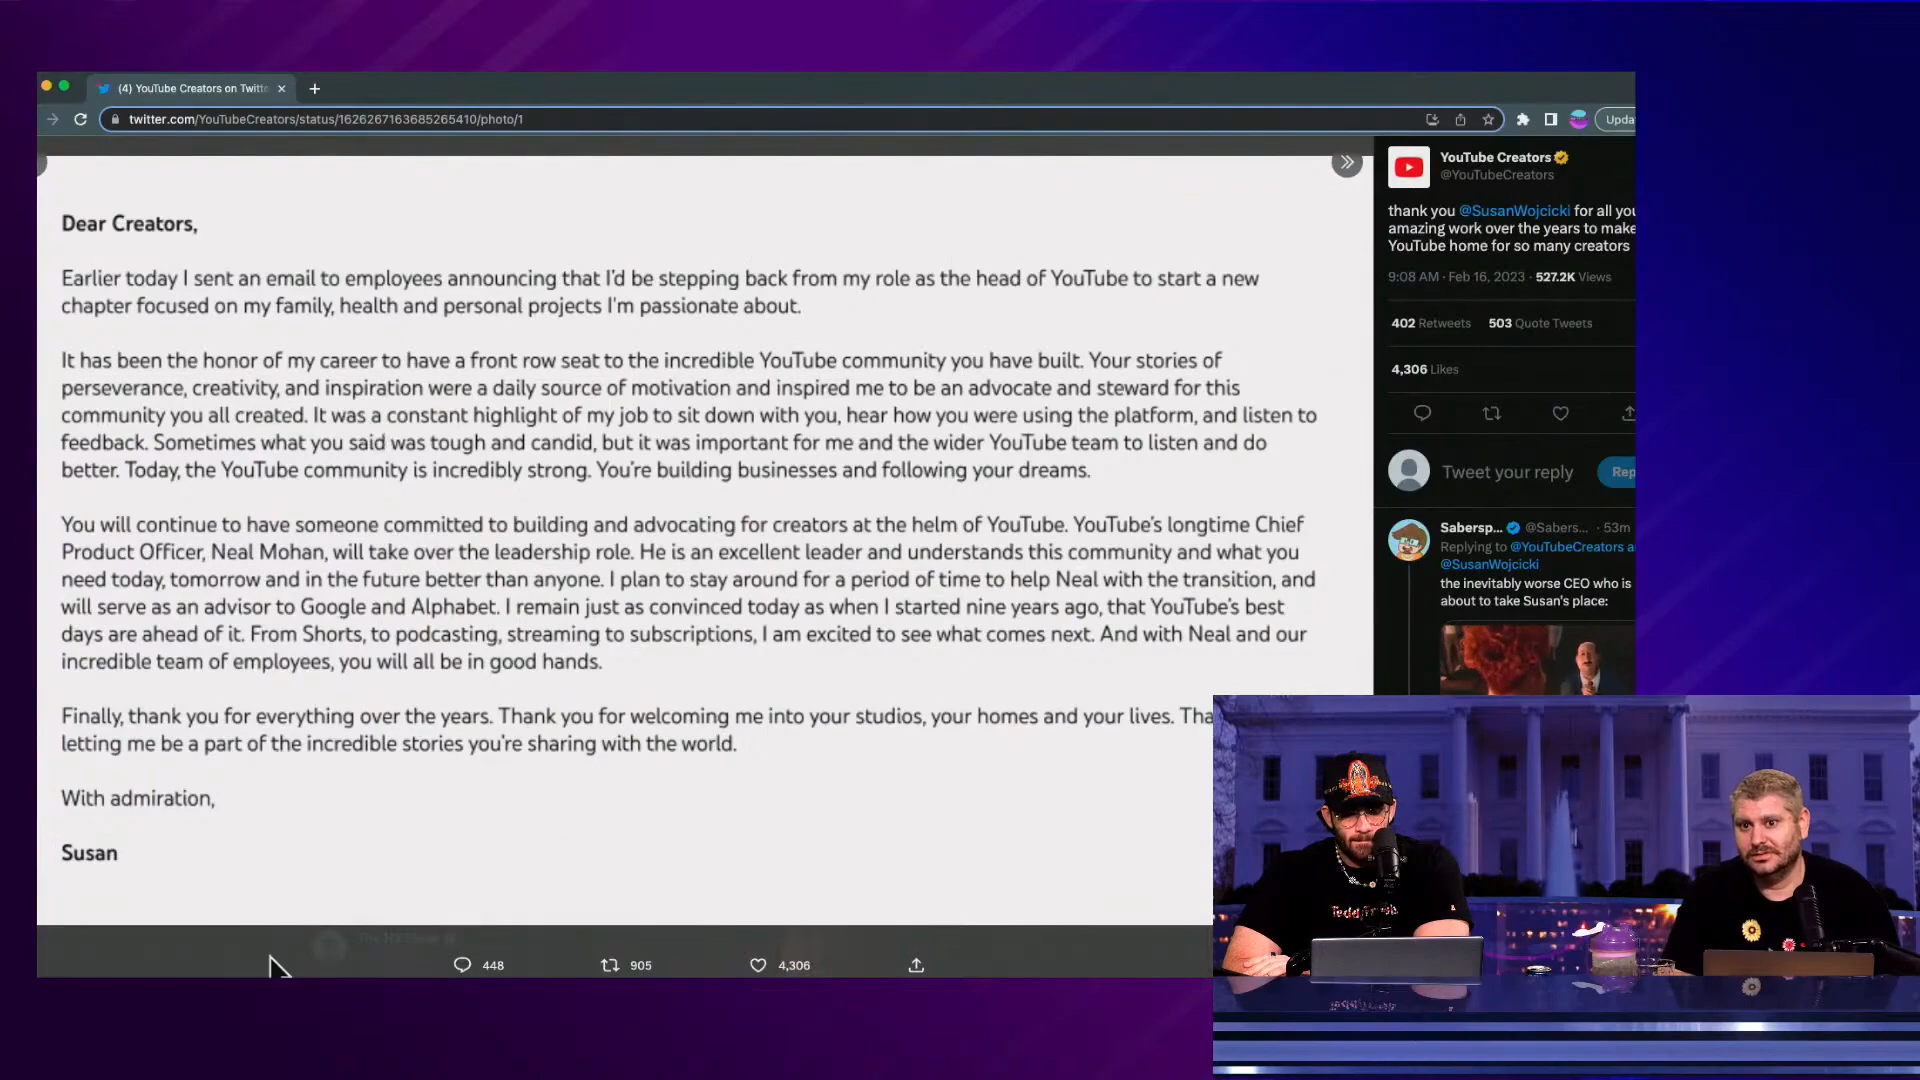 (4) YouTube Creators on Twitte
twitter.com/YouTubeCreators/status/1626267163685265410/photo/1
Upda
Dear Creators,
Earlier today I sent an email to employees announcing that I'd be stepping back from my role as the head of YouTube to start a new
chapter focused on my family, health and personal projects I'm passionate about.
It has been the honor of my career to have a front row seat to the incredible YouTube community you have built. Your stories of
perseverance, creativity, and inspiration were a daily source of motivation and inspired me to be an advocate and steward for this
community you all created. It was a constant highlight of my job to sit down with you, hear how you were using the platform, and listen to
feedback. Sometimes what you said was tough and candid, but it was important for me and the wider YouTube team to listen and do
better. Today, the YouTube community is incredibly strong. You're building businesses and following your dreams.
You will continue to have someone committed to building and advocating for creators at the helm of YouTube. YouTube's longtime Chief
Product Officer, Neal Mohan, will take over the leadership role. He is an excellent leader and understands this community and what you
need today, tomorrow and in the future better than anyone. I plan to stay around for a period of time to help Neal with the transition, and
will serve as an advisor to Google and Alphabet. I remain just as convinced today as when I started nine years ago, that YouTube's best
days are ahead of it. From Shorts, to podcasting, streaming to subscriptions, I am excited to see what comes next. And with Neal and our
incredible team of employees, you will all be in good hands.
Finally, thank you for everything over the years. Thank you for welcoming me into your studios, your homes and your lives. Tha
letting me be a part of the incredible stories you're sharing with the world.
With admiration,
Susan
448 905 4,306
YouTube Creators
@YouTubeCreators
thank you @SusanWojcicki for all you
amazing work over the years to make
YouTube home for so many creators
9:08 AM · Feb 16, 2023 · 527.2K Views
402 Retweets 503 Quote Tweets
4,306 Likes
Tweet your reply
Rep
Sabersp... @Sabers... · 53m
Replying to @YouTubeCreators a
@SusanWojcicki
the inevitably worse CEO who is
about to take Susan's place:
Teddy Fresh